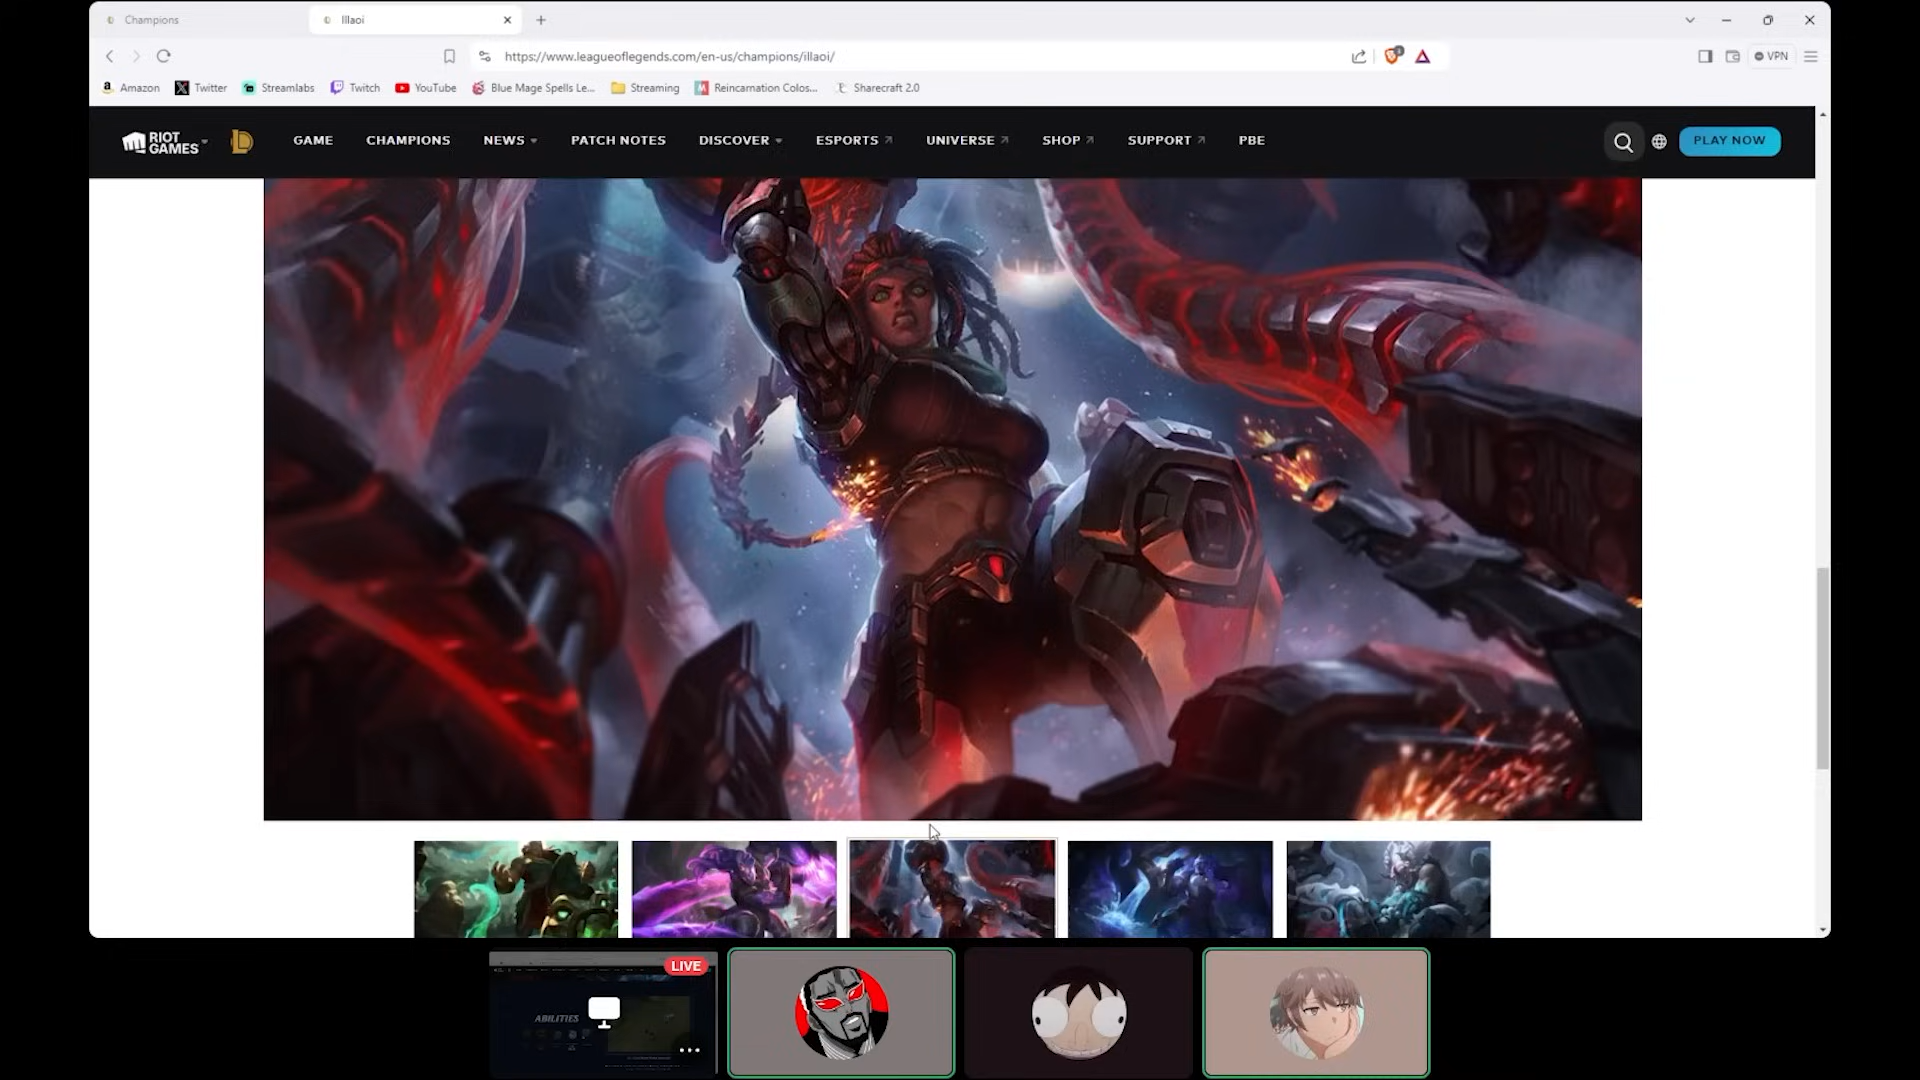 Champions
Illaoi
https://www.leagueoflegends.com/en-us/champions/illaoi/
VPN
Amazon
Twitter
Streamlabs
Twitch
YouTube
Blue Mage Spells Le...
Streaming
Reincarnation Colos...
Sharecraft 2.0
RIOT GAMES
GAME
CHAMPIONS
NEWS
PATCH NOTES
DISCOVER
ESPORTS
UNIVERSE
SHOP
SUPPORT
PBE
PLAY NOW
LIVE
ABILITIES